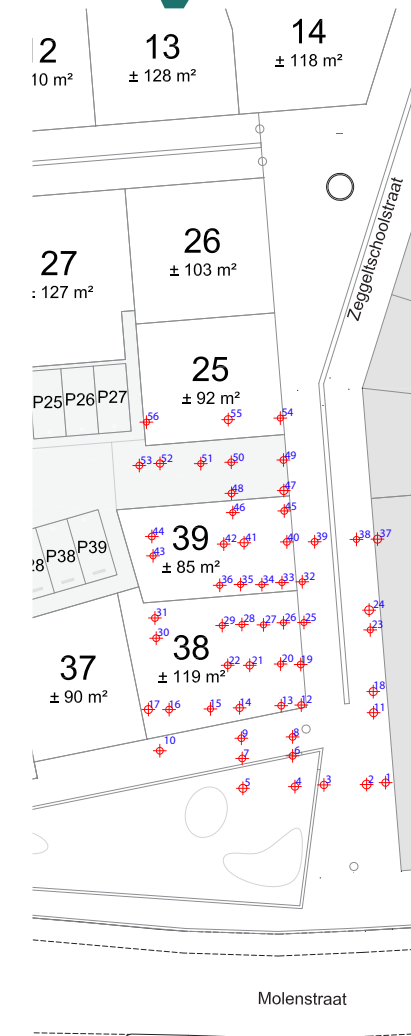 2
10 m²
13
± 128 m²
14
± 118 m²
Zeggeltschoolstraat
26
± 103 m²
27
: 127 m²
25
± 92 m²
P25 P26 P27
56 55 54
53 52 51 50 49
48 47
46 45
44 43
39
± 85 m²
42 41 40 39 38 37
36 35 34 33 32
28 P38 P39
31 30
29 28 27 26 25
24 23
38
± 119 m²
22 21 20 19
18
17 16 15 14 13 12 11
37
± 90 m²
10 9 8
7 6
5 4 3 2 1
Molenstraat